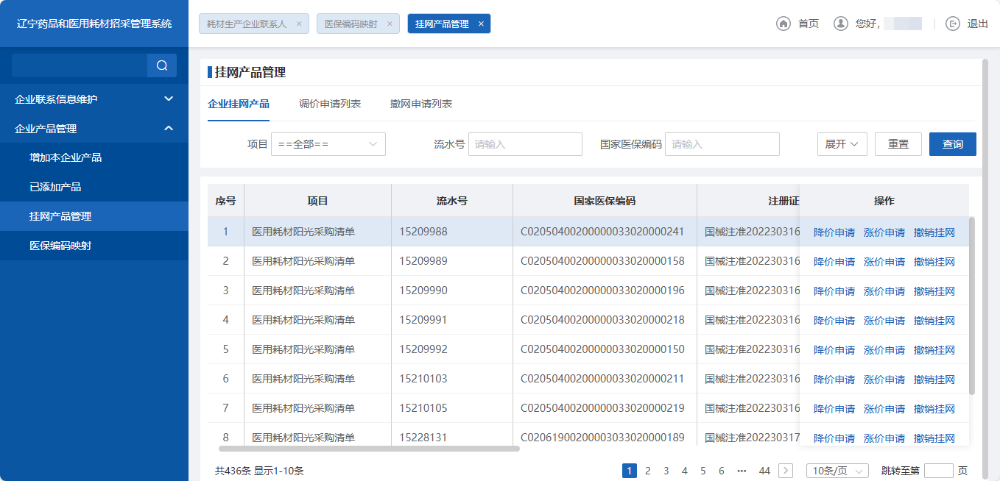 辽宁药品和医用耗材招采管理系统
耗材生产企业联系人 ×
医保编码映射 ×
挂网产品管理 ×
首页
您好,
退出
企业联系信息维护
企业产品管理
增加本企业产品
已添加产品
挂网产品管理
医保编码映射
挂网产品管理
企业挂网产品 调价申请列表 撤网申请列表
项目 ==全部== 流水号 请输入 国家医保编码 请输入 展开 重置 查询
序号 项目 流水号 国家医保编码 注册证 操作
1 医用耗材阳光采购清单 15209988 C02050400200000033020000241 国械注准202230316 降价申请 涨价申请 撤销挂网
2 医用耗材阳光采购清单 15209989 C02050400200000033020000158 国械注准202230316 降价申请 涨价申请 撤销挂网
3 医用耗材阳光采购清单 15209990 C02050400200000033020000196 国械注准202230316 降价申请 涨价申请 撤销挂网
4 医用耗材阳光采购清单 15209991 C02050400200000033020000218 国械注准202230316 降价申请 涨价申请 撤销挂网
5 医用耗材阳光采购清单 15209992 C02050400200000033020000150 国械注准202230316 降价申请 涨价申请 撤销挂网
6 医用耗材阳光采购清单 15210103 C02050400200000033020000211 国械注准202230316 降价申请 涨价申请 撤销挂网
7 医用耗材阳光采购清单 15210105 C02050400200000033020000219 国械注准202230316 降价申请 涨价申请 撤销挂网
8 医用耗材阳光采购清单 15228131 C02061900200003033020000189 国械注准202230317 降价申请 涨价申请 撤销挂网
共436条 显示1-10条 1 2 3 4 5 6 ••• 44 > 10条/页 跳转至第 页